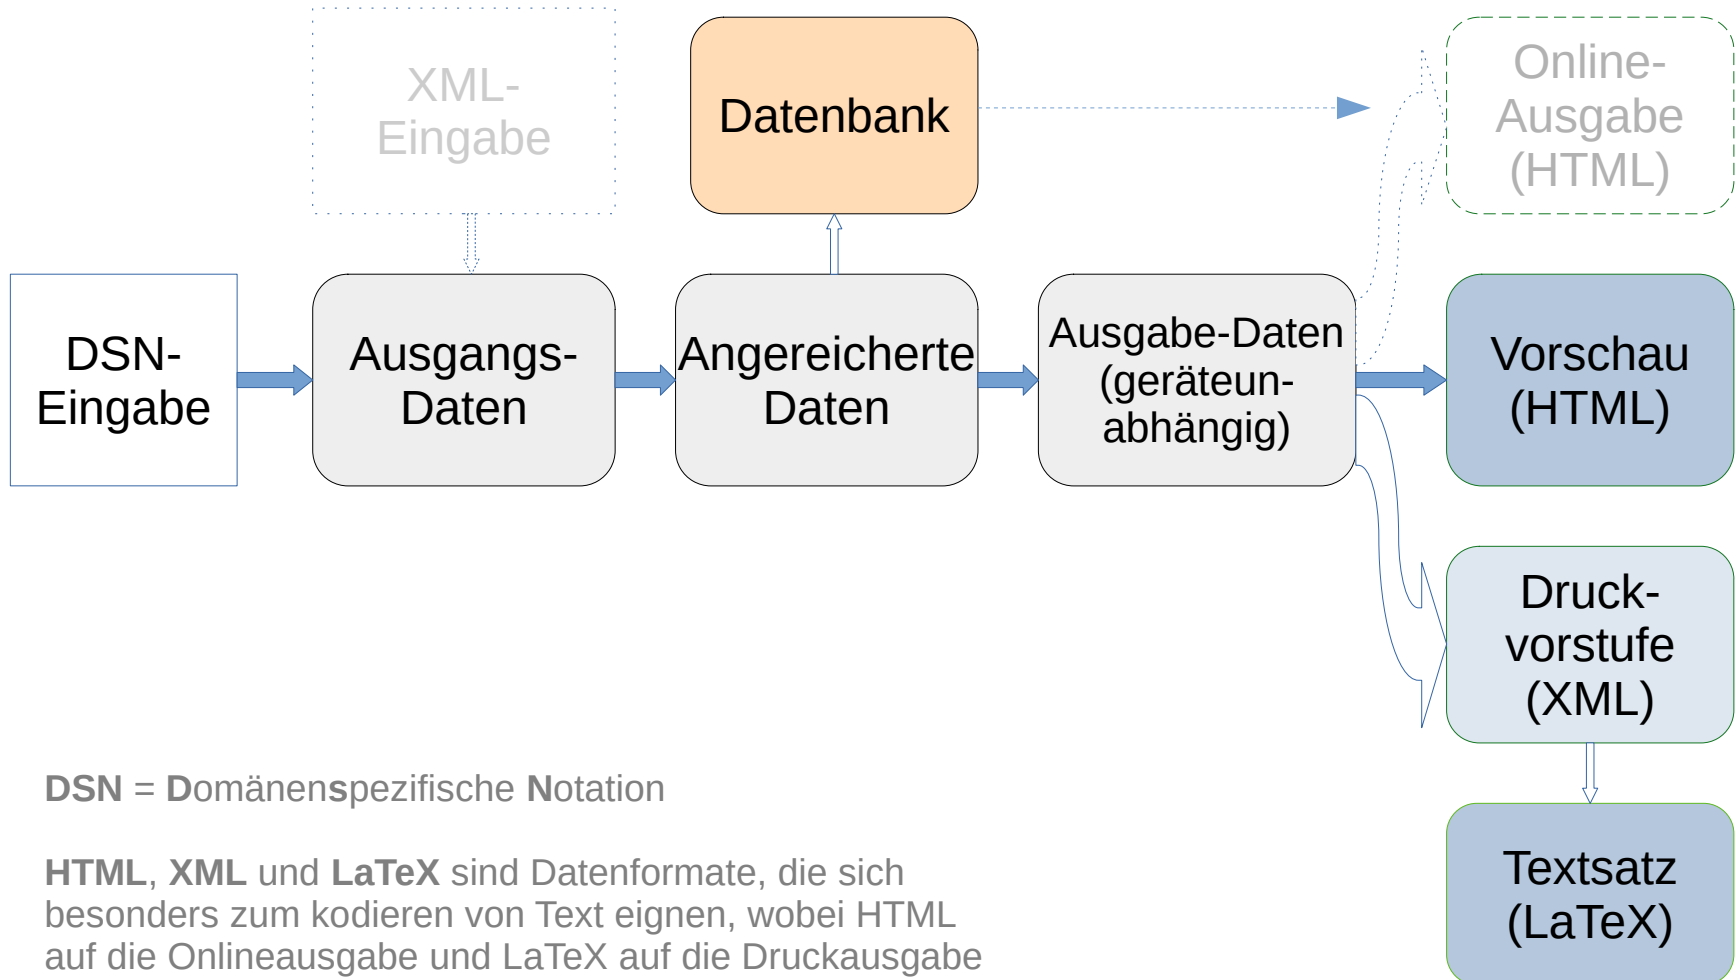 XML-
Eingabe
Datenbank
Online-
Ausgabe
(HTML)
DSN-
Eingabe
Ausgangs-
Daten
Angereicherte
Daten
Ausgabe-Daten
(geräteun-
abhängig)
Vorschau
(HTML)
Druck-
vorstufe
(XML)
Textsatz
(LaTeX)
DSN = Domänenspezifische Notation
HTML, XML und LaTeX sind Datenformate, die sich
besonders zum kodieren von Text eignen, wobei HTML
auf die Onlineausgabe und LaTeX auf die Druckausgabe